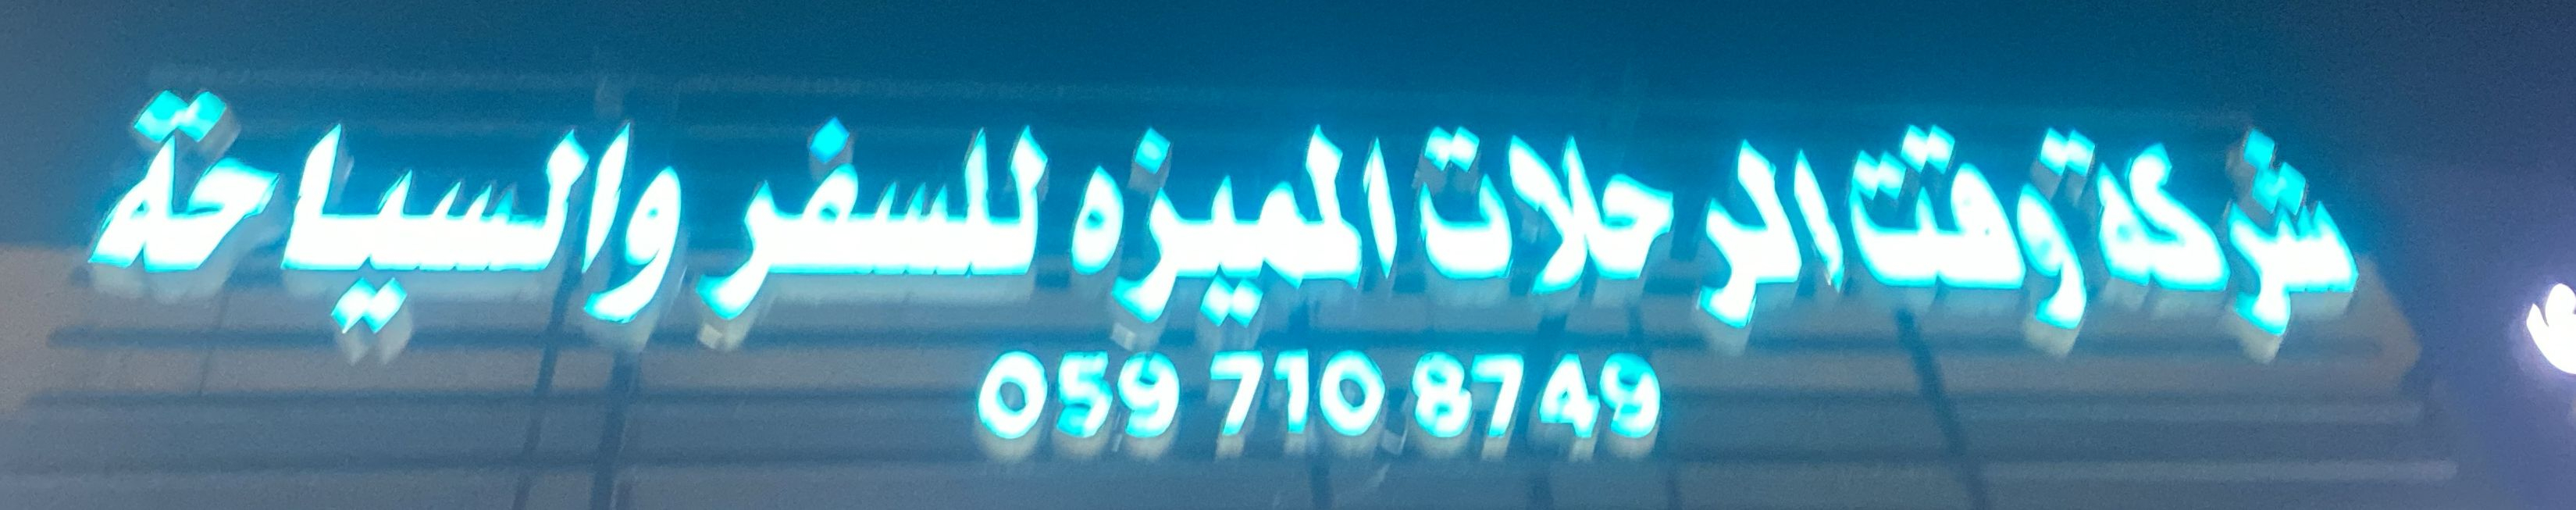 شركة وقت الرحلات المميزه للسفر والسياحة
059 710 8749